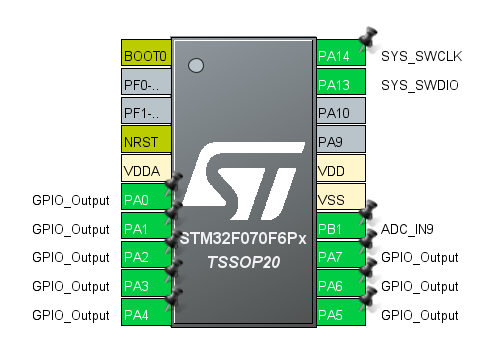 BOOT0 PA14 SYS_SWCLK
PF0-.. PA13 SYS_SWDIO
PF1-.. PA10
NRST PA9
VDDA VDD
GPIO_Output PA0 VSS
GPIO_Output PA1 STM32F070F6Px PB1 ADC_IN9
GPIO_Output PA2 TSSOP20 PA7 GPIO_Output
GPIO_Output PA3 PA6 GPIO_Output
GPIO_Output PA4 PA5 GPIO_Output